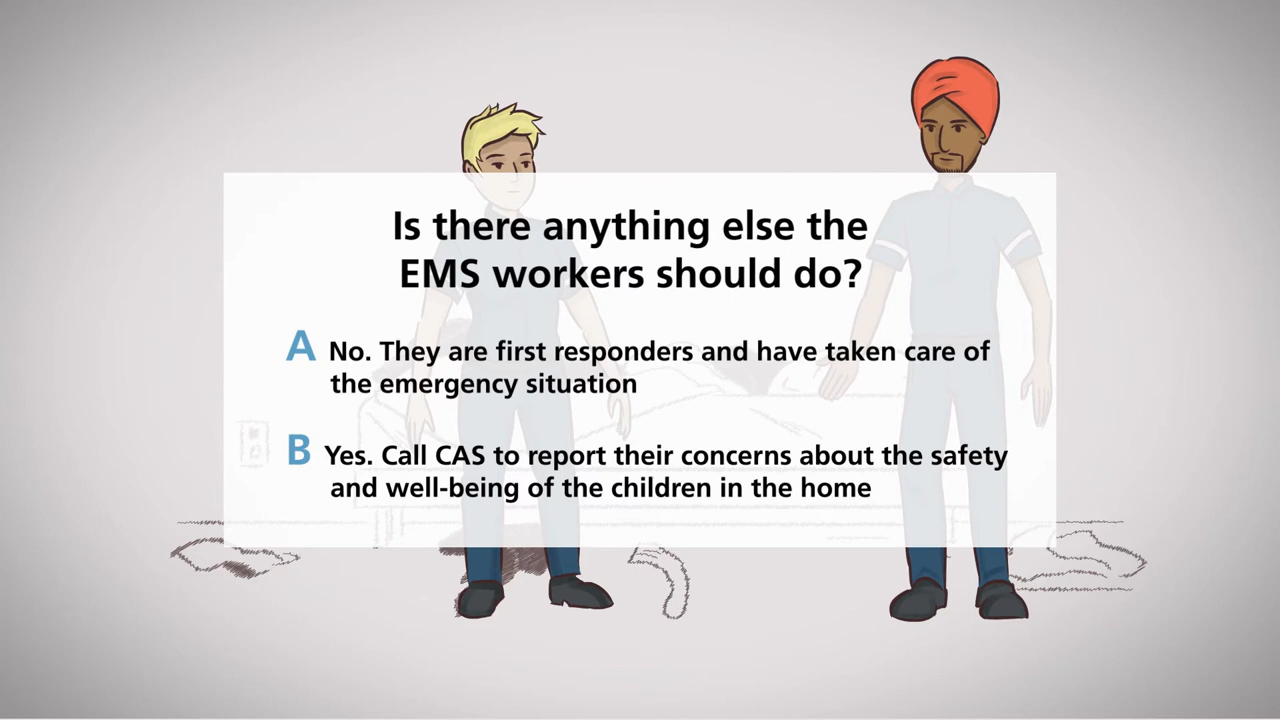 Is there anything else the
EMS workers should do?
A No. They are first responders and have taken care of
the emergency situation
B Yes. Call CAS to report their concerns about the safety
and well-being of the children in the home